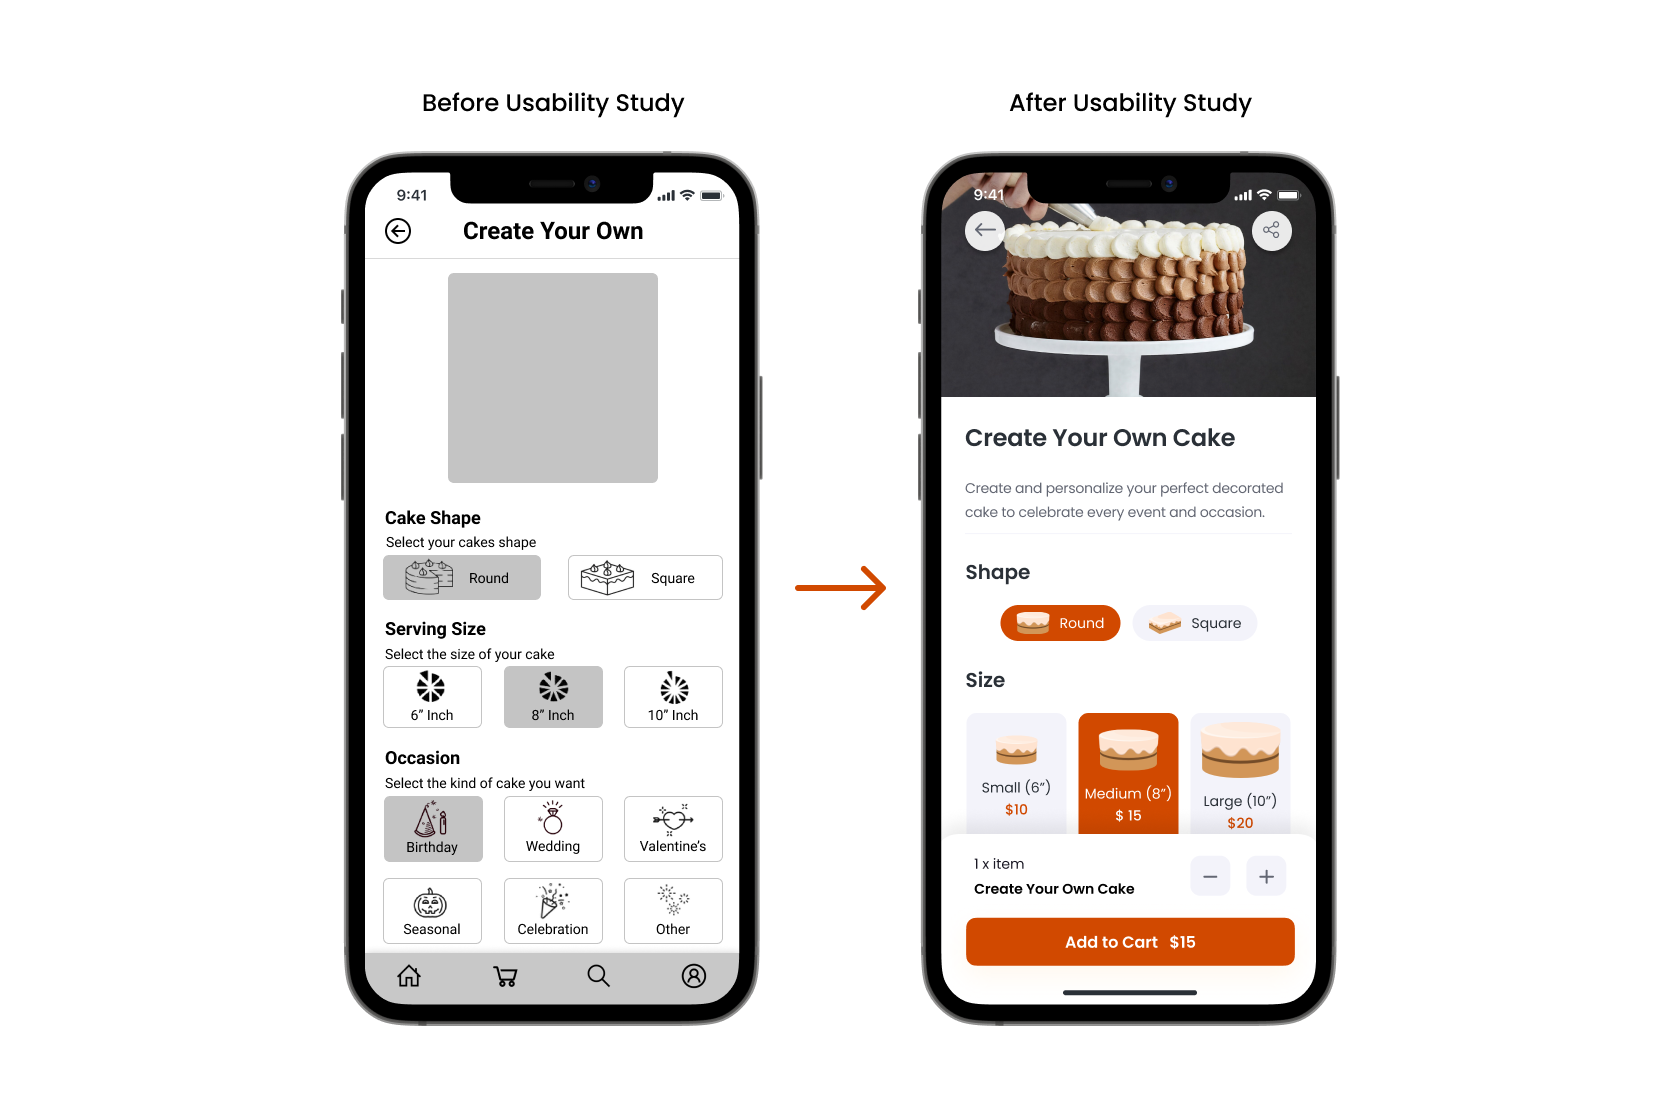 Before Usability Study
After Usability Study
9:41
Create Your Own
Cake Shape
Select your cakes shape
Round
Square
Serving Size
Select the size of your cake
6” Inch
8” Inch
10” Inch
Occasion
Select the kind of cake you want
Birthday
Wedding
Valentine’s
Seasonal
Celebration
Other
9:41
Create Your Own Cake
Create and personalize your perfect decorated
cake to celebrate every event and occasion.
Shape
Round
Square
Size
Small (6”)
$10
Medium (8”)
$ 15
Large (10”)
$20
1 x item
Create Your Own Cake
Add to Cart $15